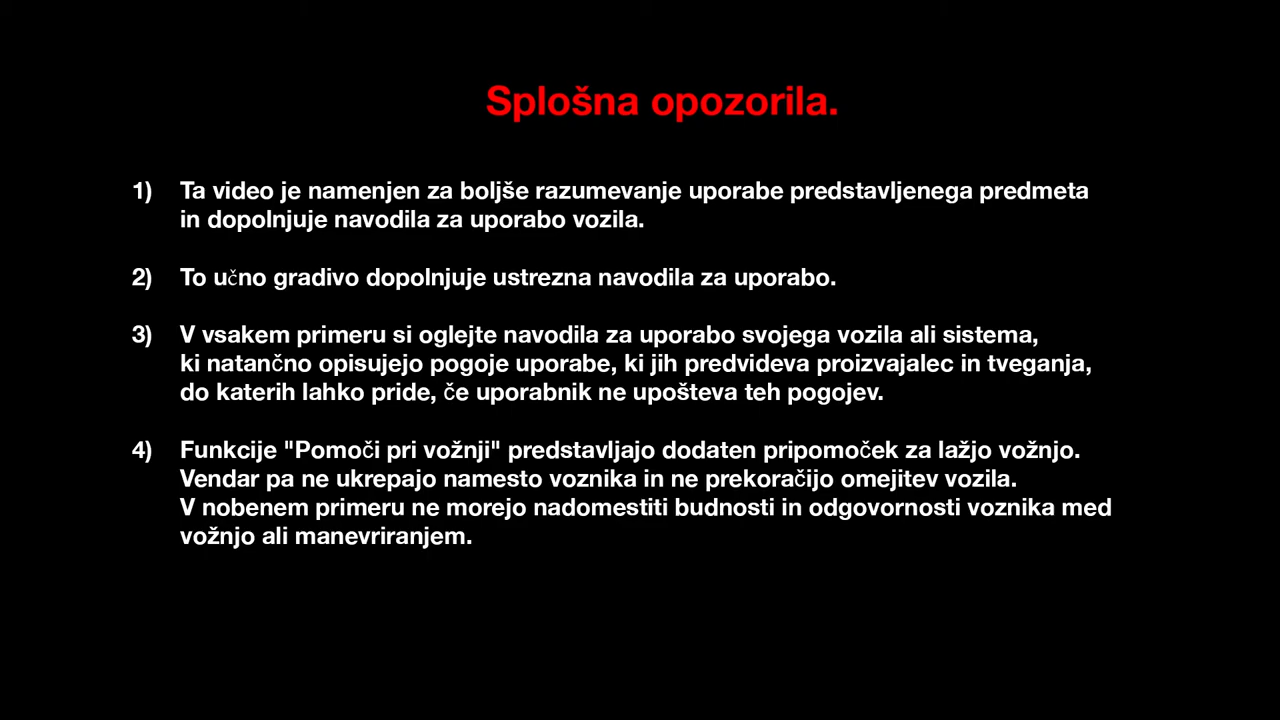 Splošna opozorila.
1) Ta video je namenjen za boljše razumevanje uporabe predstavljenega predmeta
in dopolnjuje navodila za uporabo vozila.
2) To učno gradivo dopolnjuje ustrezna navodila za uporabo.
3) V vsakem primeru si oglejte navodila za uporabo svojega vozila ali sistema,
ki natančno opisujejo pogoje uporabe, ki jih predvideva proizvajalec in tveganja,
do katerih lahko pride, če uporabnik ne upošteva teh pogojev.
4) Funkcije "Pomoči pri vožnji" predstavljajo dodaten pripomoček za lažjo vožnjo.
Vendar pa ne ukrepajo namesto voznika in ne prekoračijo omejitev vozila.
V nobenem primeru ne morejo nadomestiti budnosti in odgovornosti voznika med
vožnjo ali manevriranjem.